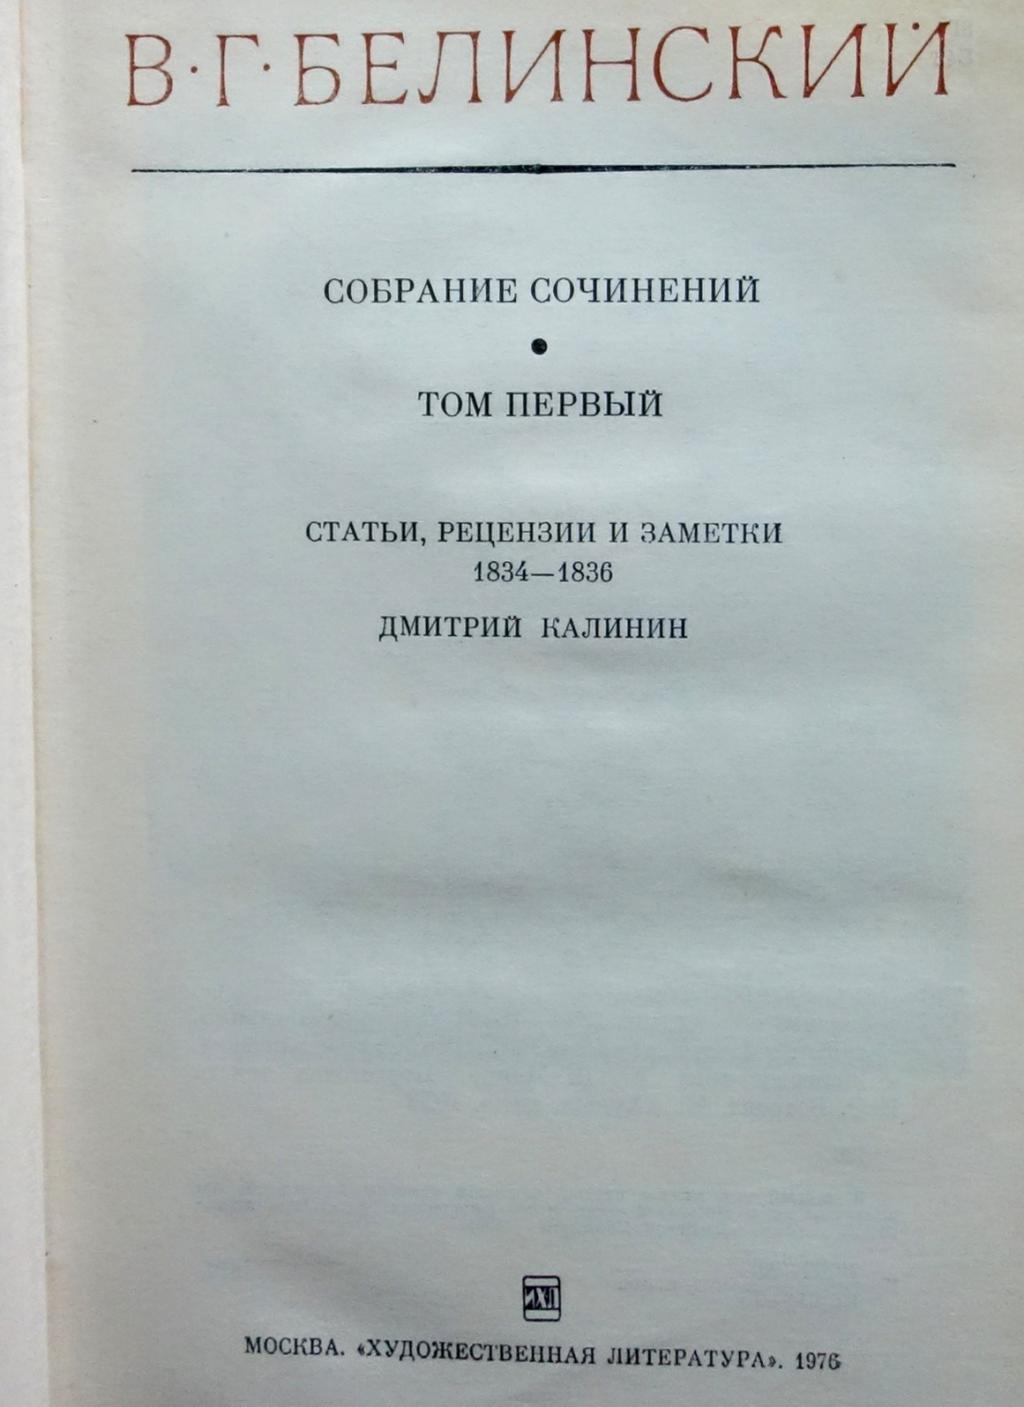 В·Г·БЕЛИНСКИЙ
СОБРАНИЕ СОЧИНЕНИЙ
•
ТОМ ПЕРВЫЙ
СТАТЬИ, РЕЦЕНЗИИ И ЗАМЕТКИ
1834—1836
ДМИТРИЙ КАЛИНИН
МОСКВА. «ХУДОЖЕСТВЕННАЯ ЛИТЕРАТУРА». 1976